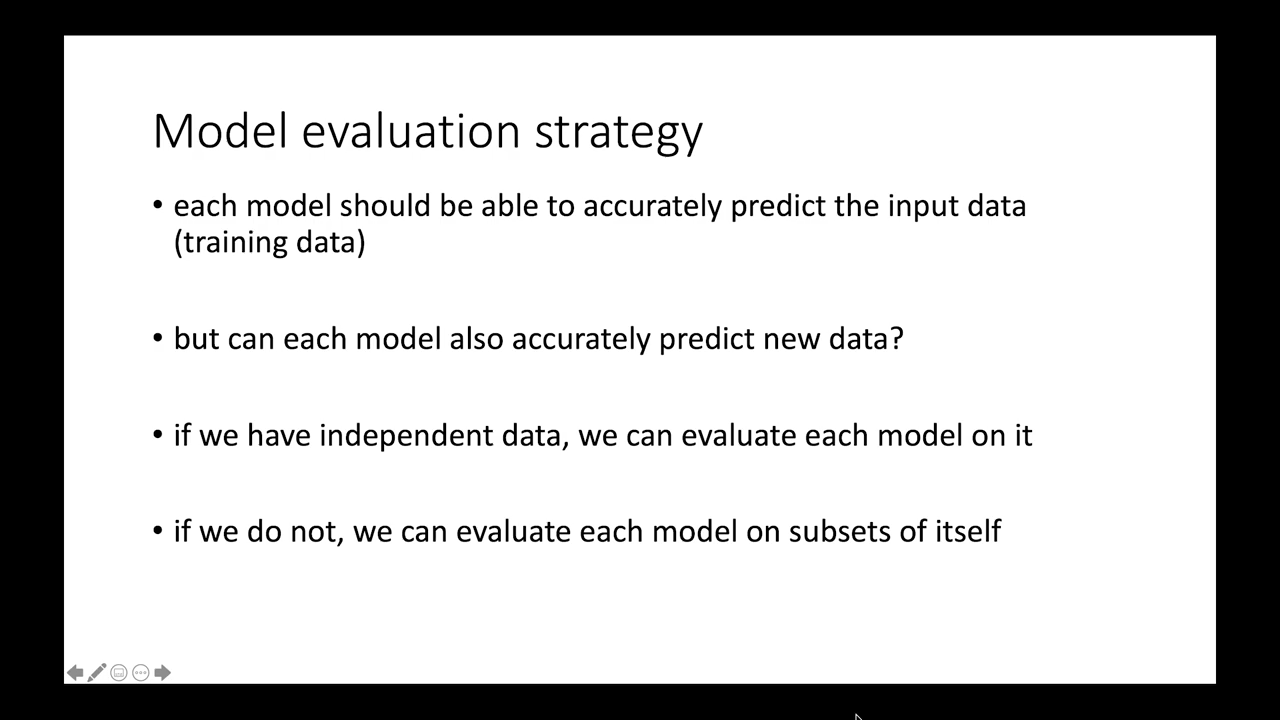 Model evaluation strategy
• each model should be able to accurately predict the input data
(training data)
• but can each model also accurately predict new data?
• if we have independent data, we can evaluate each model on it
• if we do not, we can evaluate each model on subsets of itself